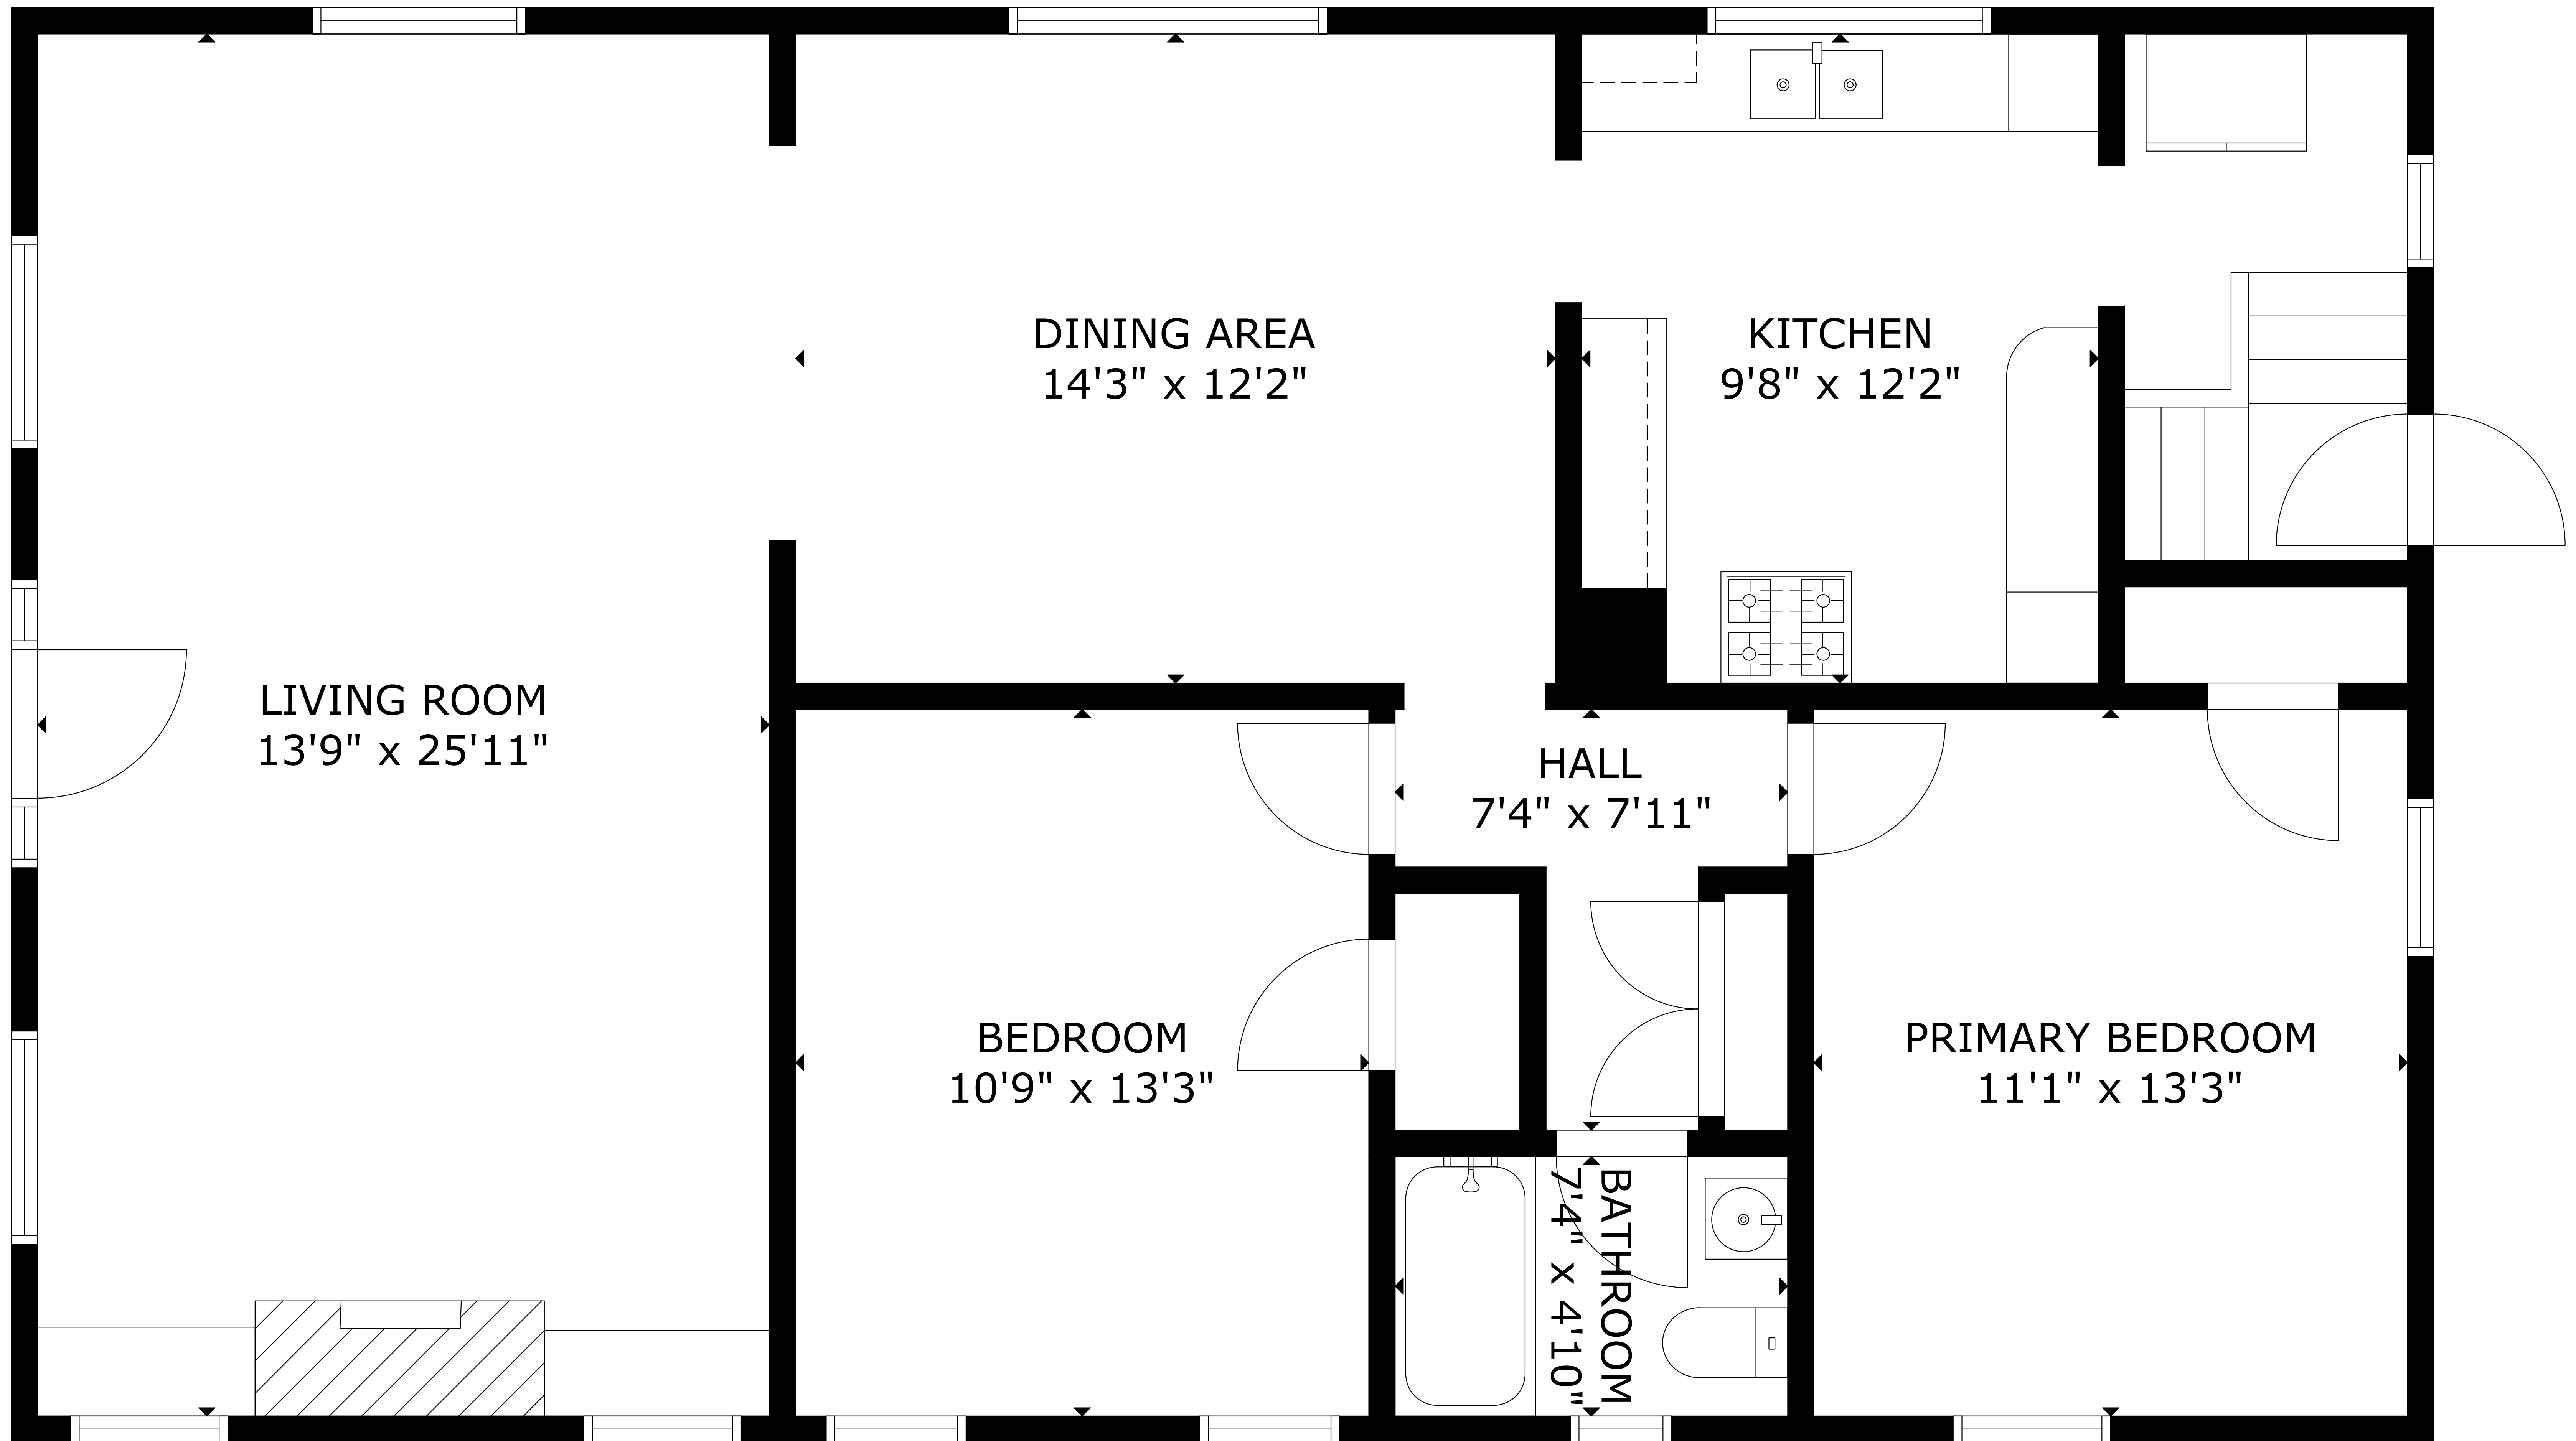 DINING AREA
14'3" x 12'2"
KITCHEN
9'8" x 12'2"
LIVING ROOM
13'9" x 25'11"
HALL
7'4" x 7'11"
BEDROOM
10'9" x 13'3"
PRIMARY BEDROOM
11'1" x 13'3"
BATHROOM
7'4" x 4'10"